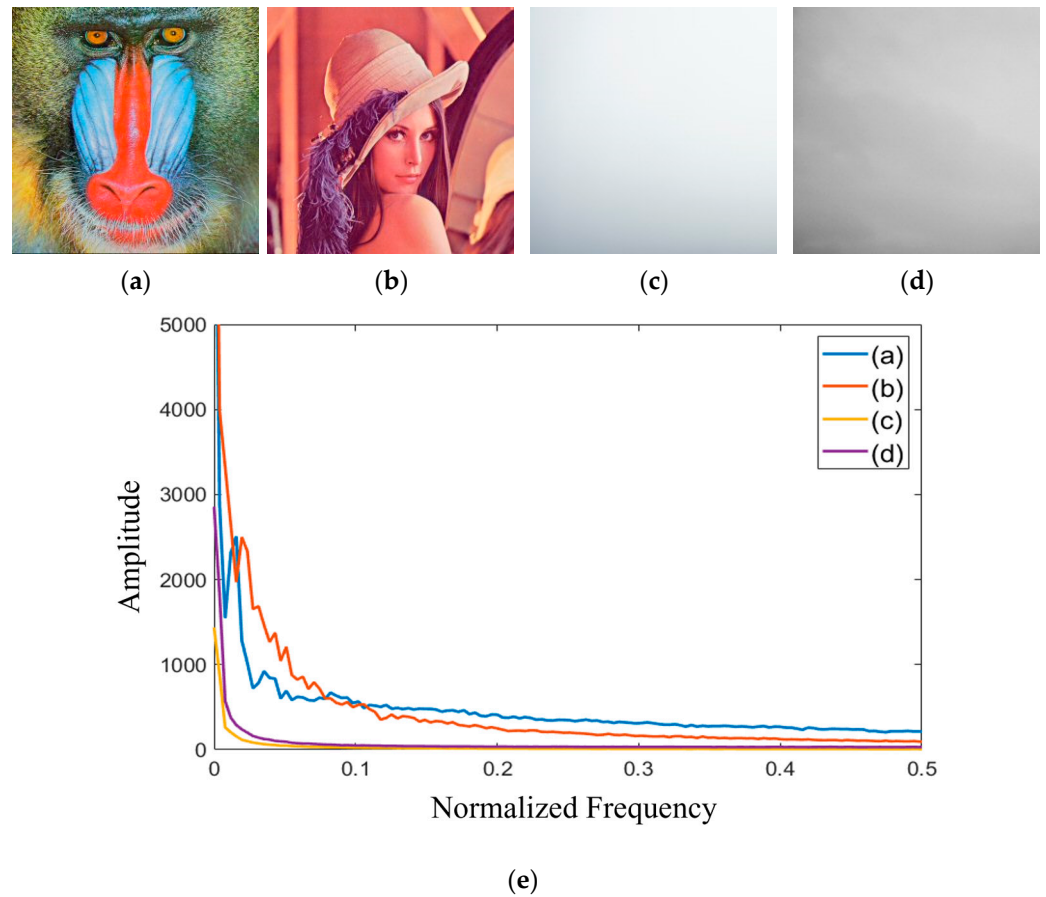 (a)
(b)
(c)
(d)
5000
4000
3000
2000
1000
0
Amplitude
(a)
(b)
(c)
(d)
0
0.1
0.2
0.3
0.4
0.5
Normalized Frequency
(e)